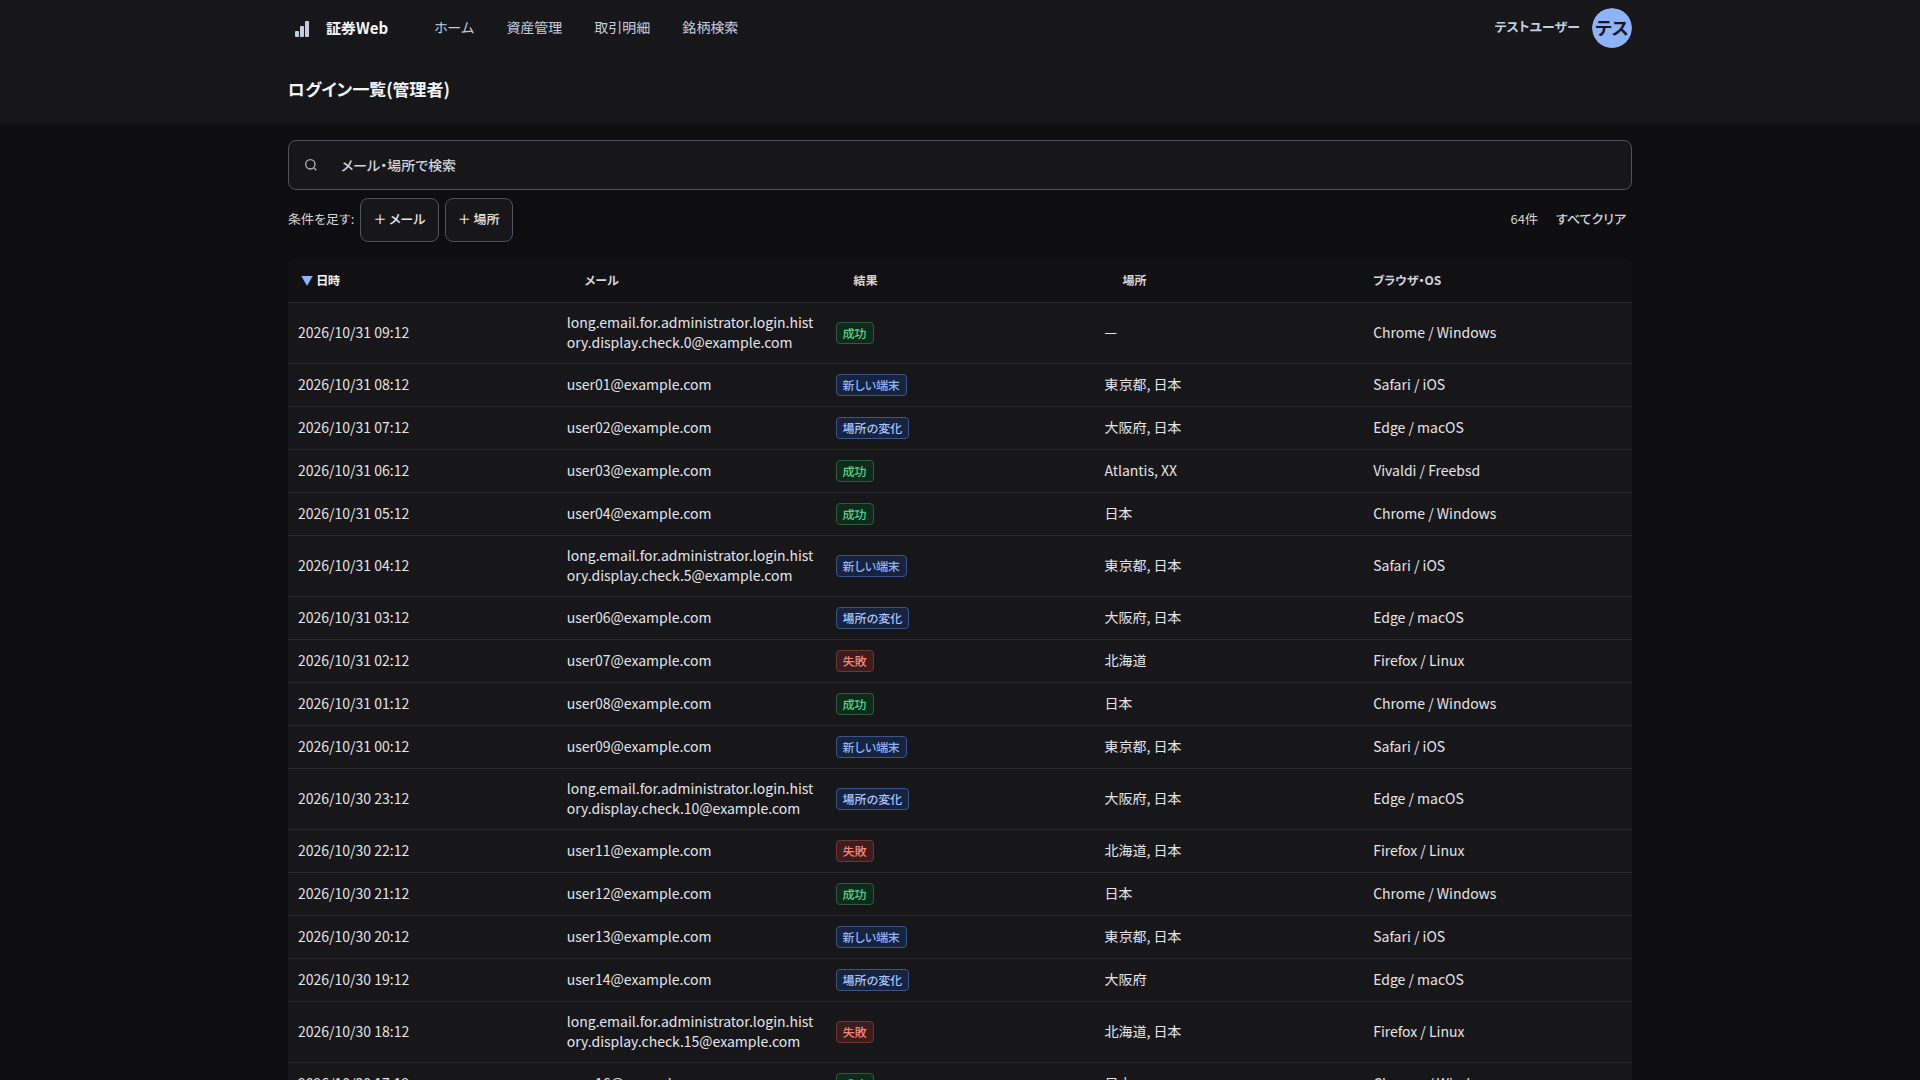 証券Web ホーム 資産管理 取引明細 銘柄検索 テストユーザー テス
ログイン一覧(管理者)
メール・場所で検索
条件を足す: ＋メール ＋場所 64件 すべてクリア
▼日時 メール 結果 場所 ブラウザ・OS
2026/10/31 09:12 long.email.for.administrator.login.hist
ory.display.check.0@example.com 成功 — Chrome / Windows
2026/10/31 08:12 user01@example.com 新しい端末 東京都, 日本 Safari / iOS
2026/10/31 07:12 user02@example.com 場所の変化 大阪府, 日本 Edge / macOS
2026/10/31 06:12 user03@example.com 成功 Atlantis, XX Vivaldi / Freebsd
2026/10/31 05:12 user04@example.com 成功 日本 Chrome / Windows
2026/10/31 04:12 long.email.for.administrator.login.hist
ory.display.check.5@example.com 新しい端末 東京都, 日本 Safari / iOS
2026/10/31 03:12 user06@example.com 場所の変化 大阪府, 日本 Edge / macOS
2026/10/31 02:12 user07@example.com 失敗 北海道 Firefox / Linux
2026/10/31 01:12 user08@example.com 成功 日本 Chrome / Windows
2026/10/31 00:12 user09@example.com 新しい端末 東京都, 日本 Safari / iOS
2026/10/30 23:12 long.email.for.administrator.login.hist
ory.display.check.10@example.com 場所の変化 大阪府, 日本 Edge / macOS
2026/10/30 22:12 user11@example.com 失敗 北海道, 日本 Firefox / Linux
2026/10/30 21:12 user12@example.com 成功 日本 Chrome / Windows
2026/10/30 20:12 user13@example.com 新しい端末 東京都, 日本 Safari / iOS
2026/10/30 19:12 user14@example.com 場所の変化 大阪府 Edge / macOS
2026/10/30 18:12 long.email.for.administrator.login.hist
ory.display.check.15@example.com 失敗 北海道, 日本 Firefox / Linux